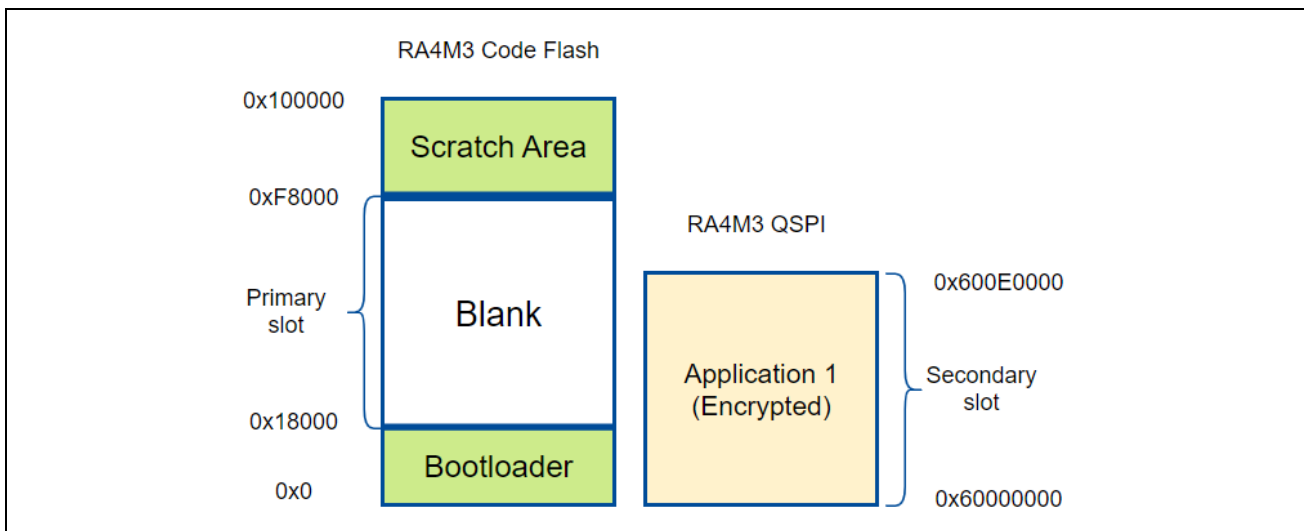 RA4M3 Code Flash
0x100000
Scratch Area
0xF8000
RA4M3 QSPI
0x600E0000
Primary
slot
Blank
Application 1
(Encrypted)
Secondary
slot
0x18000
Bootloader
0x0
0x60000000